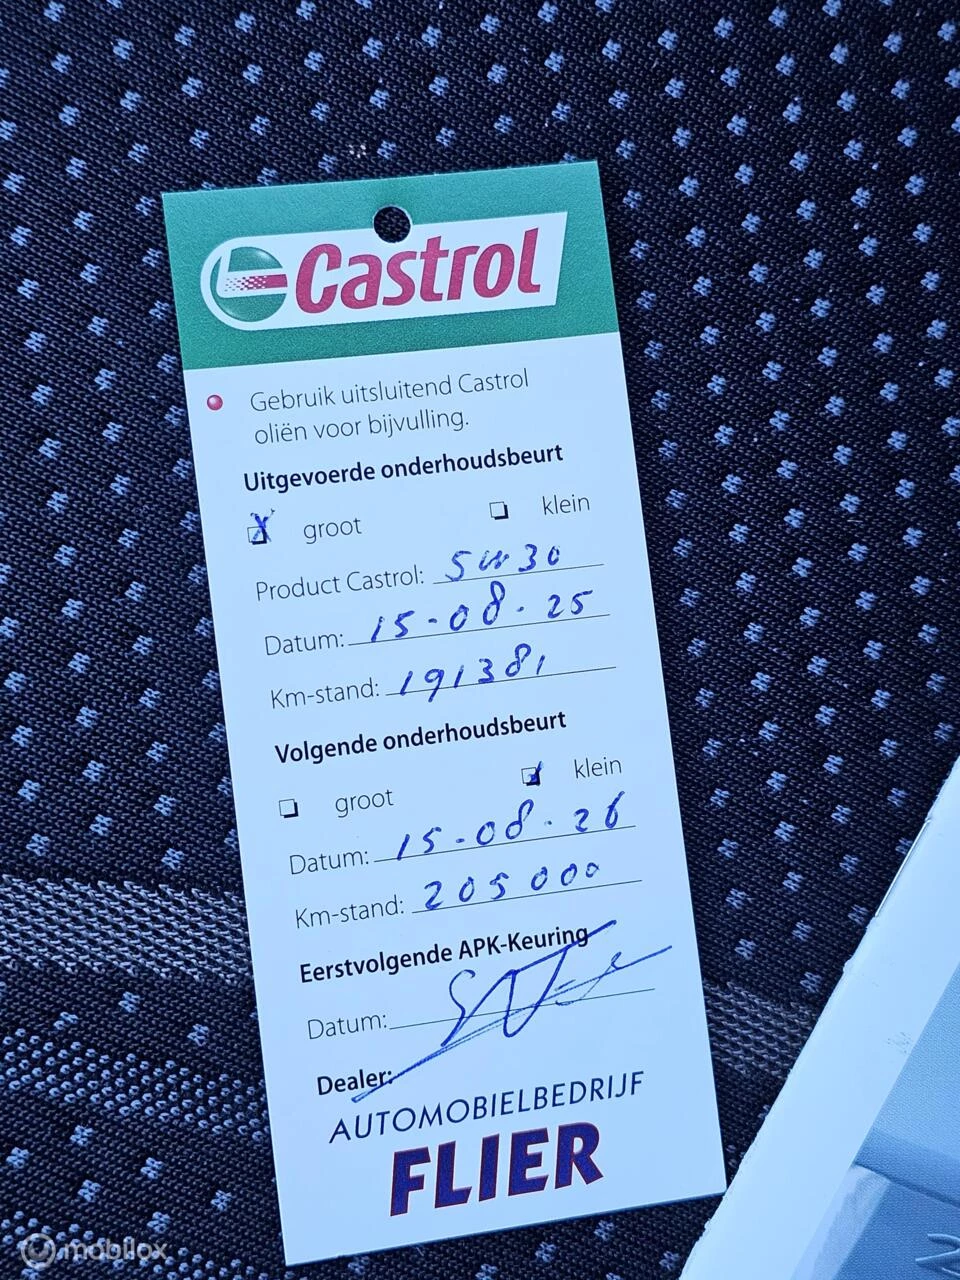 Castrol
Gebruik uitsluitend Castrol
oliën voor bijvulling.
Uitgevoerde onderhoudsbeurt
X groot klein
Product Castrol: 5W30
Datum: 15-08-25
Km-stand: 191381
Volgende onderhoudsbeurt
groot klein
Datum: 15-08-26
Km-stand: 205000
Eerstvolgende APK-Keuring
Datum:
Dealer:
AUTOMOBIELBEDRIJF
FLIER
mobilox